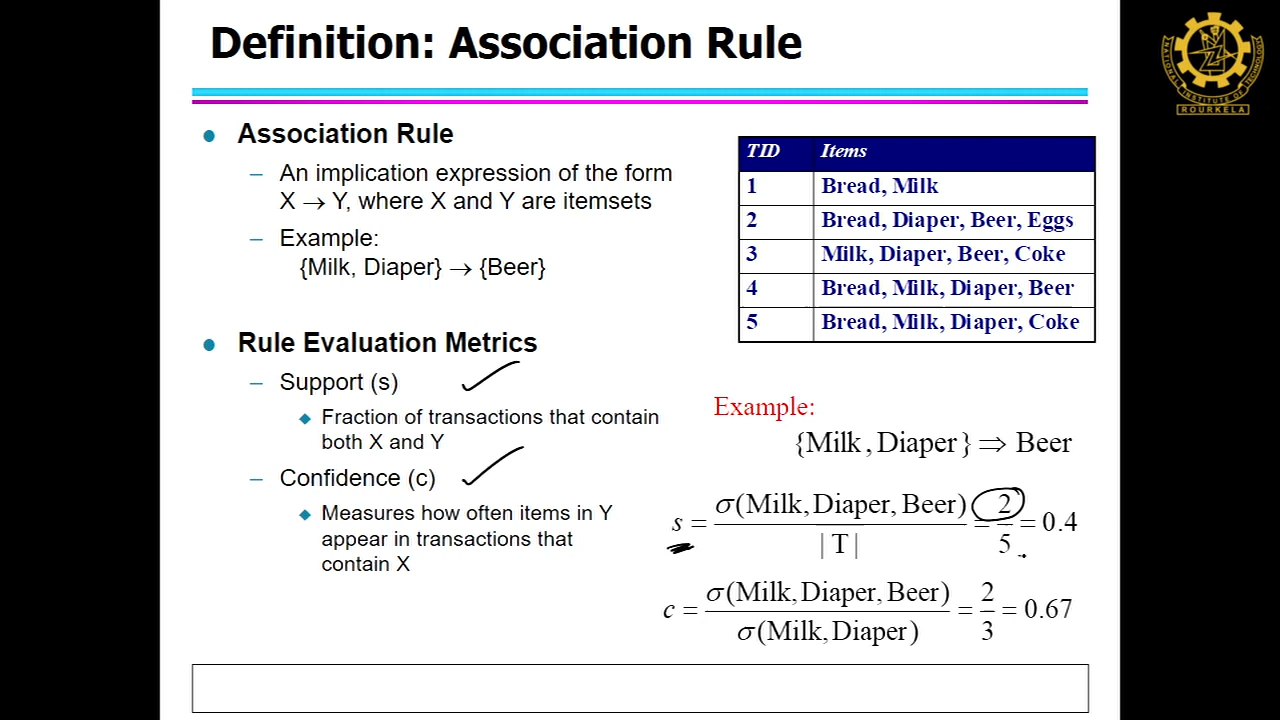 Definition: Association Rule
● Association Rule
– An implication expression of the form
X → Y, where X and Y are itemsets
– Example:
{Milk, Diaper} → {Beer}
● Rule Evaluation Metrics
– Support (s)
◆ Fraction of transactions that contain
both X and Y
– Confidence (c)
◆ Measures how often items in Y
appear in transactions that
contain X
TID Items
1 Bread, Milk
2 Bread, Diaper, Beer, Eggs
3 Milk, Diaper, Beer, Coke
4 Bread, Milk, Diaper, Beer
5 Bread, Milk, Diaper, Coke
Example:
{Milk, Diaper} ⇒ Beer
s = σ(Milk, Diaper, Beer) / |T| = 2/5 = 0.4
c = σ(Milk, Diaper, Beer) / σ(Milk, Diaper) = 2/3 = 0.67
NATIONAL INSTITUTE OF TECHNOLOGY
ROURKELA